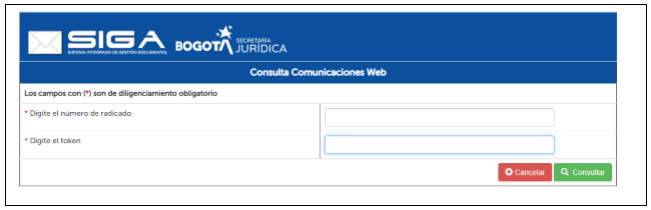 SIGA
SISTEMA INTEGRADO DE GESTIÓN DOCUMENTAL
BOGOTÁ
SECRETARÍA
JURÍDICA
Consulta Comunicaciones Web
Los campos con (*) son de diligenciamiento obligatorio
* Digite el número de radicado
* Digite el token
Cancelar
Consultar